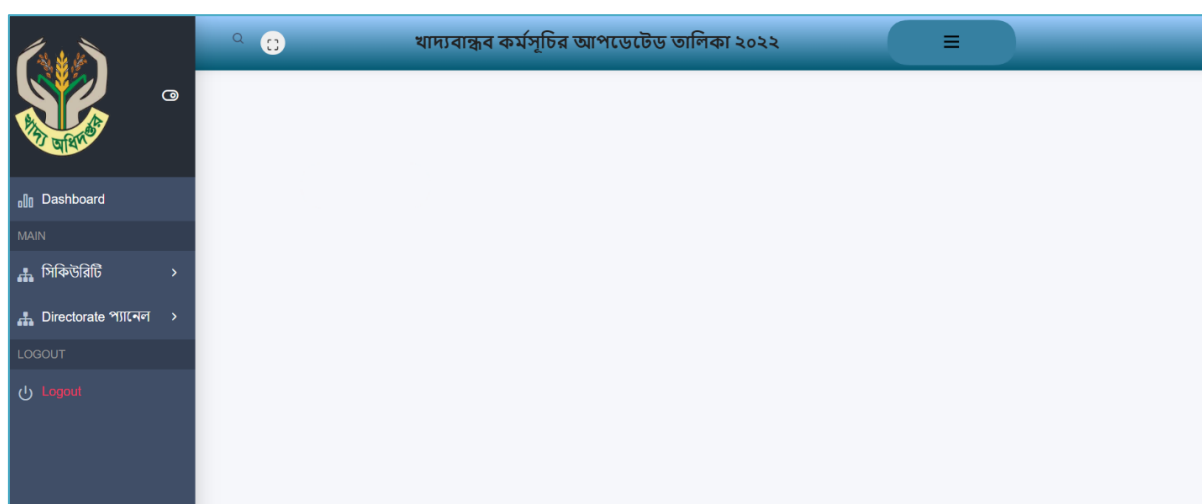 খাদ্যবান্ধব কর্মসূচির আপডেটেড তালিকা ২০২২
খাদ্য অধিদপ্তর
Dashboard
MAIN
সিকিউরিটি
Directorate প্যানেল
LOGOUT
Logout